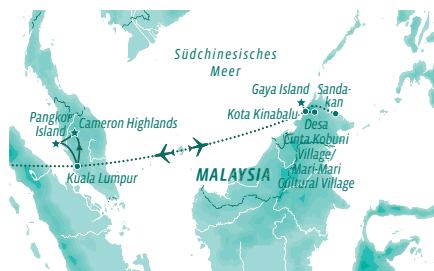 Südchinesisches
Meer
Gaya Island
Sanda-
kan
Pangkor
Island
Cameron Highlands
Kota Kinabalu
Desa
Cinta Kobuni
Village/
Mari-Mari
Cultural Village
MALAYSIA
Kuala Lumpur